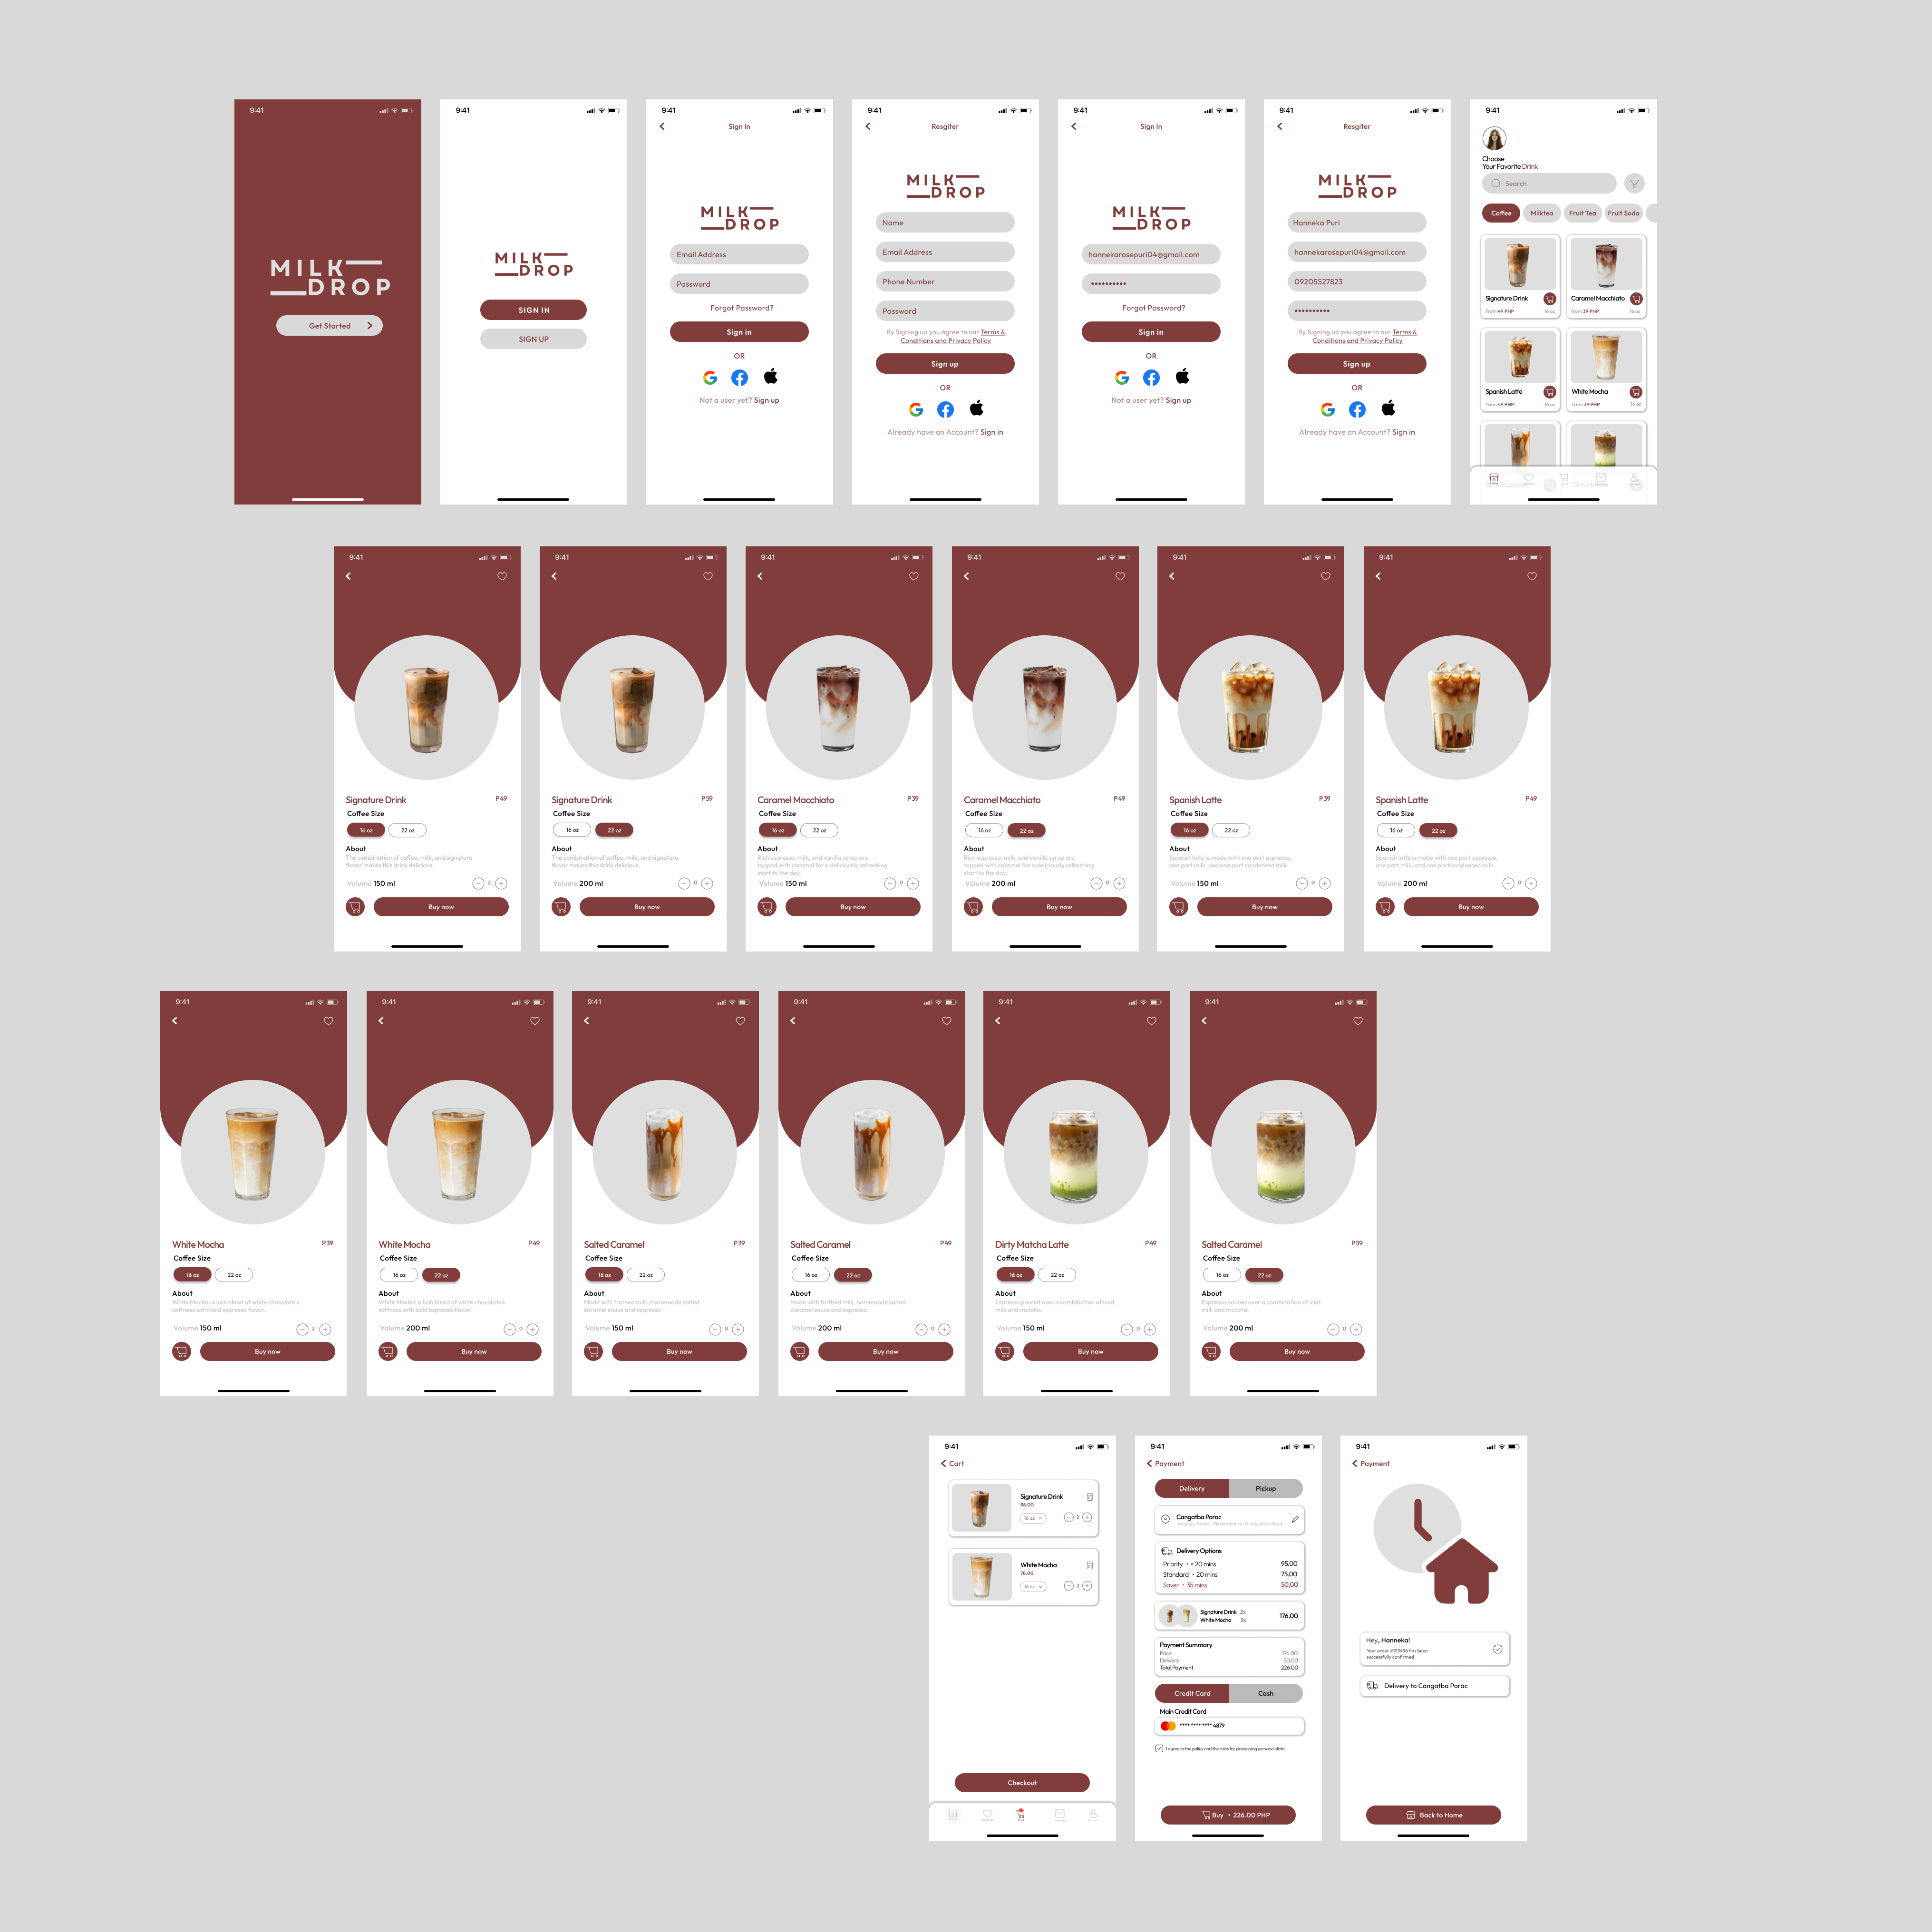 9:41
MILK
DROP
Get Started
9:41
MILK
DROP
SIGN IN
SIGN UP
9:41
Sign In
MILK
DROP
Email Address
Password
Forgot Password?
Sign in
OR
Not a user yet? Sign up
9:41
Resgiter
MILK
DROP
Name
Email Address
Phone Number
Password
By Signing up you agree to our Terms &
Conditions and Privacy Policy
Sign up
OR
Already have an Account? Sign in
9:41
Sign In
MILK
DROP
hannekarosepuri04@gmail.com
••••••••••
Forgot Password?
Sign in
OR
Not a user yet? Sign up
9:41
Resgiter
MILK
DROP
Hanneka Puri
hannekarosepuri04@gmail.com
09205527823
••••••••••
By Signing up you agree to our Terms &
Conditions and Privacy Policy
Sign up
OR
Already have an Account? Sign in
9:41
Choose
Your Favorite Drink
Search
Coffee Milktea Fruit Tea Fruit Soda
Signature Drink
from 49 PHP 16 oz
Caramel Macchiato
from 39 PHP 16 oz
Spanish Latte
from 49 PHP 16 oz
White Mocha
from 39 PHP 16 oz
9:41
Signature Drink P49
Coffee Size
16 oz 22 oz
About
The combination of coffee, milk, and signature
flavor makes this drink delicious.
Volume 150 ml 2
Buy now
9:41
Signature Drink P59
Coffee Size
16 oz 22 oz
About
The combination of coffee, milk, and signature
flavor makes this drink delicious.
Volume 200 ml 0
Buy now
9:41
Caramel Macchiato P39
Coffee Size
16 oz 22 oz
About
Rich espresso, milk, and vanilla syrup are
topped with caramel for a deliciously refreshing
start to the day.
Volume 150 ml 0
Buy now
9:41
Caramel Macchiato P49
Coffee Size
16 oz 22 oz
About
Rich espresso, milk, and vanilla syrup are
topped with caramel for a deliciously refreshing
start to the day.
Volume 200 ml 0
Buy now
9:41
Spanish Latte P39
Coffee Size
16 oz 22 oz
About
Spanish latte is made with one part espresso,
one part milk, and one part condensed milk.
Volume 150 ml 0
Buy now
9:41
Spanish Latte P49
Coffee Size
16 oz 22 oz
About
Spanish latte is made with one part espresso,
one part milk, and one part condensed milk.
Volume 200 ml 0
Buy now
9:41
White Mocha P39
Coffee Size
16 oz 22 oz
About
White Mocha: a lush blend of white chocolate's
softness with bold espresso flavor.
Volume 150 ml 2
Buy now
9:41
White Mocha P49
Coffee Size
16 oz 22 oz
About
White Mocha: a lush blend of white chocolate's
softness with bold espresso flavor.
Volume 200 ml 0
Buy now
9:41
Salted Caramel P39
Coffee Size
16 oz 22 oz
About
Made with frothed milk, homemade salted
caramel sauce and espresso.
Volume 150 ml 0
Buy now
9:41
Salted Caramel P49
Coffee Size
16 oz 22 oz
About
Made with frothed milk, homemade salted
caramel sauce and espresso.
Volume 200 ml 0
Buy now
9:41
Dirty Matcha Latte P49
Coffee Size
16 oz 22 oz
About
Espresso poured over a combination of iced
milk and matcha.
Volume 150 ml 0
Buy now
9:41
Salted Caramel P59
Coffee Size
16 oz 22 oz
About
Espresso poured over a combination of iced
milk and matcha.
Volume 200 ml 0
Buy now
9:41
Cart
Signature Drink
98.00
16 oz 2
White Mocha
78.00
16 oz 2
Checkout
9:41
Payment
Delivery Pickup
Cangatba Porac
Delivery Options
Priority • < 20 mins 95.00
Standard • 20 mins 75.00
Saver • 35 mins 50.00
Signature Drink 2x
White Mocha 2x
176.00
Payment Summary
Price 176.00
Delivery 50.00
Total Payment 226.00
Credit Card Cash
Main Credit Card
**** **** **** 4879
I agree to the policy and the rules for processing personal data
Buy • 226.00 PHP
9:41
Payment
Hey, Hanneka!
Your order #123456 has been
successfully confirmed
Delivery to Cangatba Porac
Back to Home